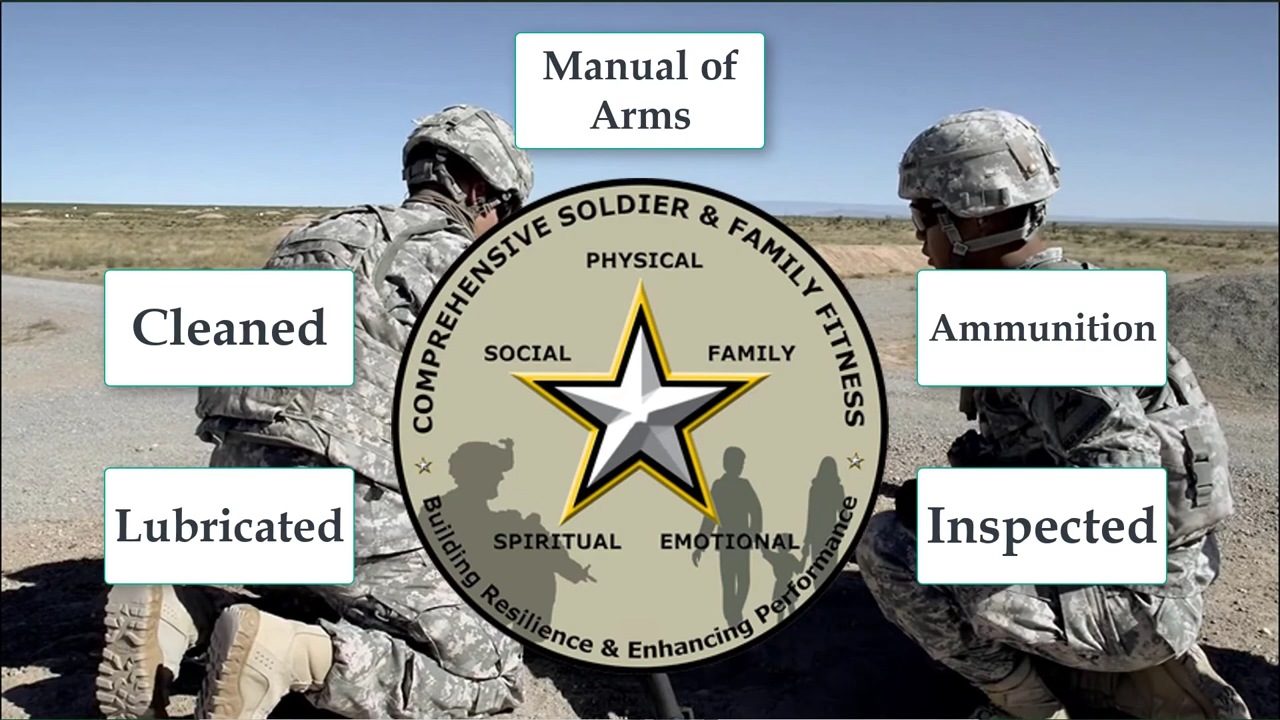 Manual of
Arms
COMPREHENSIVE SOLDIER & FAMILY FITNESS
PHYSICAL
Cleaned
Ammunition
SOCIAL
FAMILY
Lubricated
Inspected
SPIRITUAL
EMOTIONAL
Building Resilience & Enhancing Performance